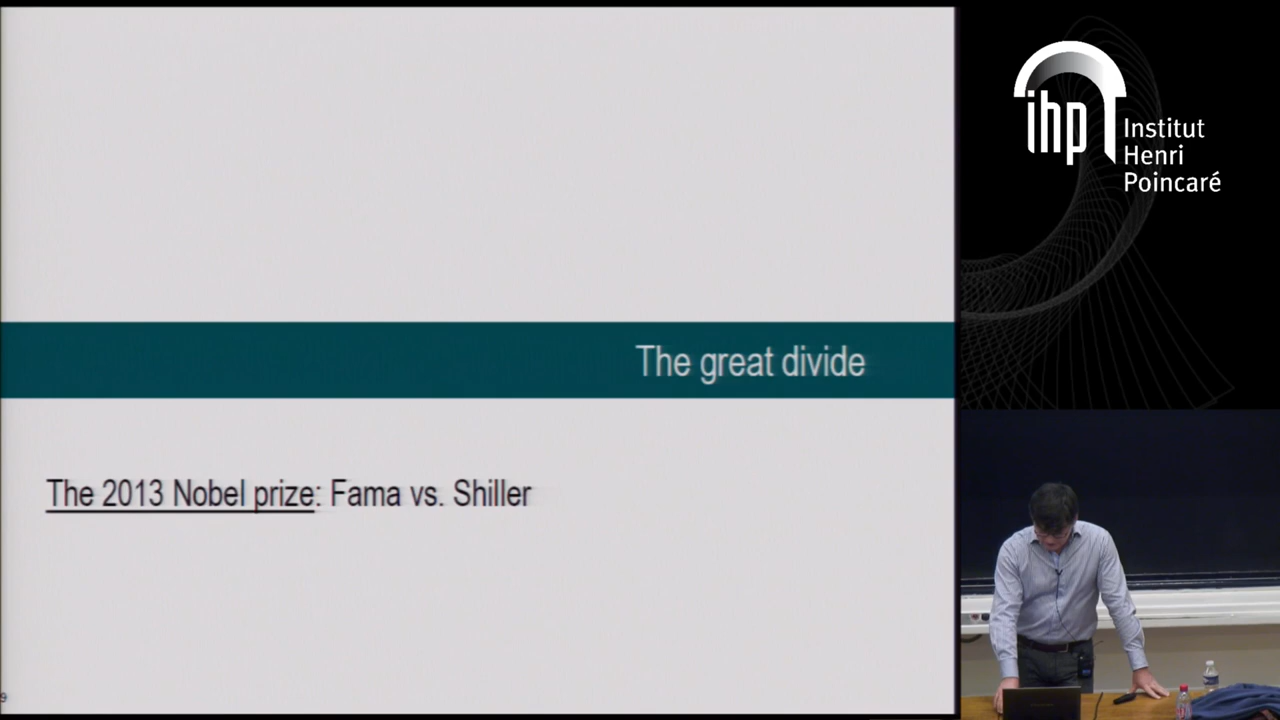 The great divide
The 2013 Nobel prize: Fama vs. Shiller
ihp
Institut
Henri
Poincaré